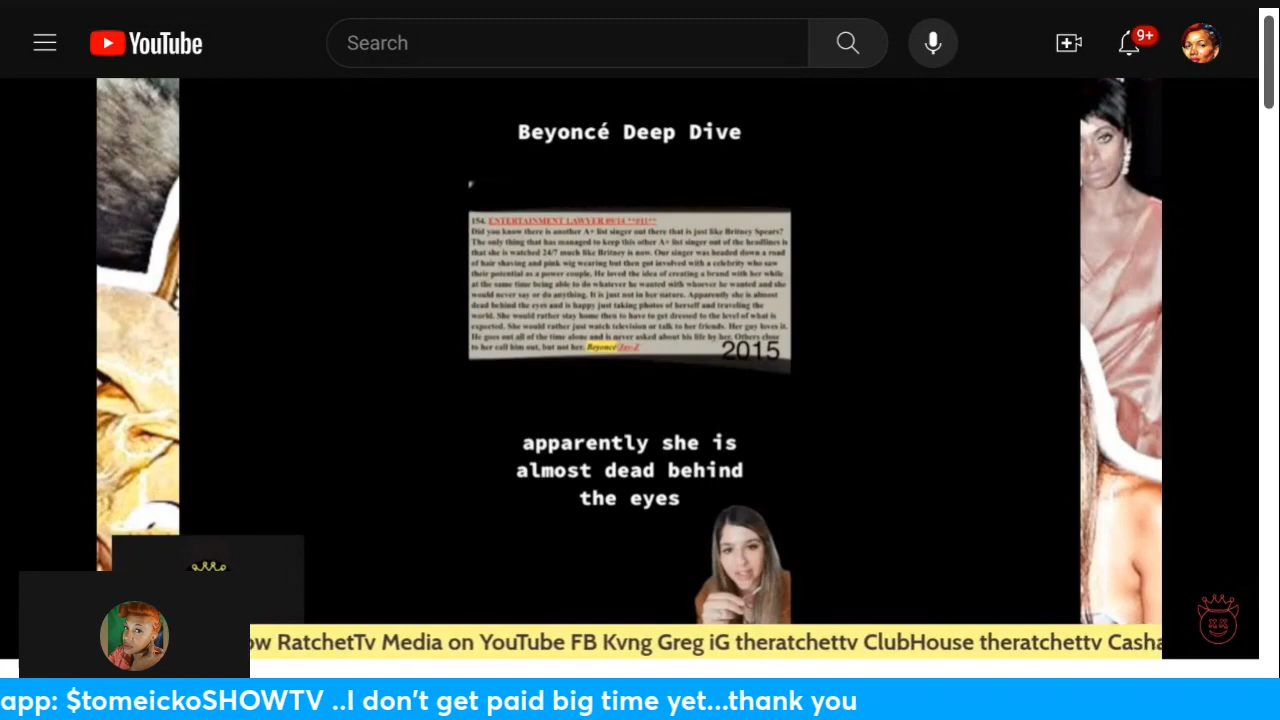 YouTube
Search
9+
Beyoncé Deep Dive
154. ENTERTAINMENT LAWYER 09/14 **#11**
Did you know there is another A+ list singer out there that is just like Britney Spears?
The only thing that has managed to keep this other A+ list singer out of the headlines is
that she is watched 24/7 much like Britney is now. Our singer was headed down a road
of hair shaving and pink wig wearing but then got involved with a celebrity who saw
their potential as a power couple. He loved the idea of creating a brand with her while
at the same time being able to do whatever he wanted with whoever he wanted and she
would never say or do anything. It is just not in her nature. Apparently she is almost
dead behind the eyes and is happy just taking photos of herself and traveling the
world. She would rather stay home then to have to get dressed to the level of what is
expected. She would rather just watch television or talk to her friends. Her guy loves it.
He goes out all of the time alone and is never asked about his life by her. Others close
to her call him out, but not her. Beyoncé/Jay-Z
2015
apparently she is
almost dead behind
the eyes
ow RatchetTv Media on YouTube FB Kvng Greg iG theratchettv ClubHouse theratchettv Casha
app: $tomeickoSHOWTV ..I don't get paid big time yet...thank you